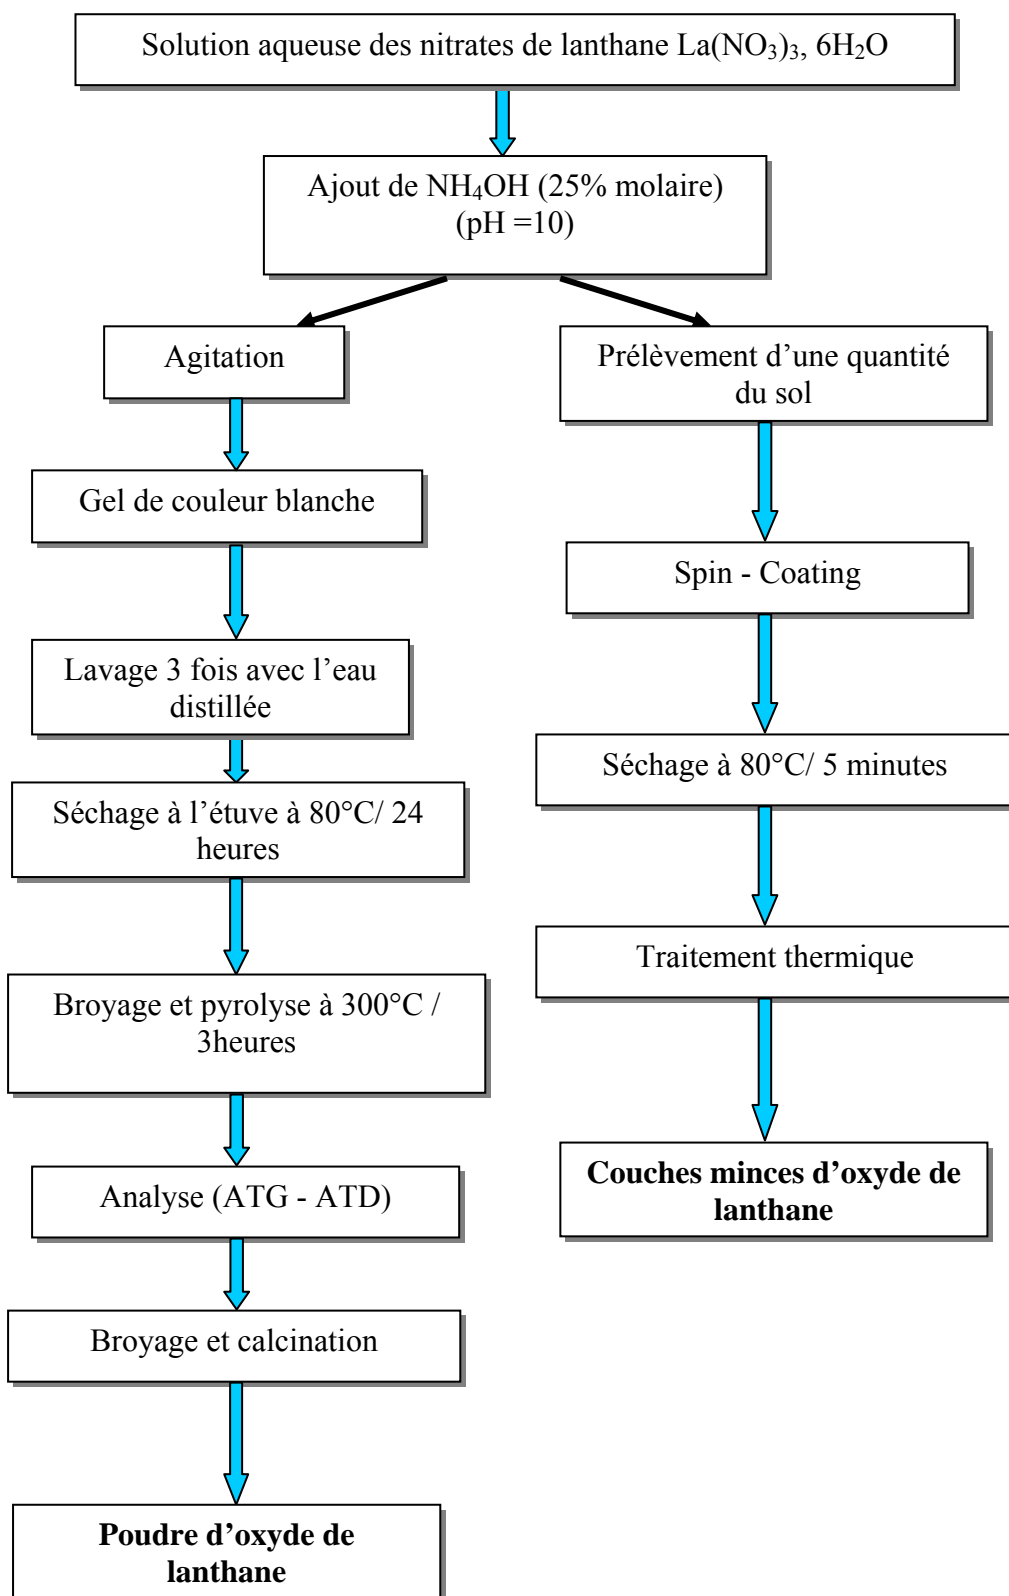 Solution aqueuse des nitrates de lanthane La(NO₃)₃, 6H₂O
Ajout de NH₄OH (25% molaire)
(pH =10)
Agitation
Gel de couleur blanche
Lavage 3 fois avec l’eau
distillée
Séchage à l’étuve à 80°C/ 24
heures
Broyage et pyrolyse à 300°C /
3heures
Analyse (ATG - ATD)
Broyage et calcination
Poudre d’oxyde de
lanthane
Prélèvement d’une quantité
du sol
Spin - Coating
Séchage à 80°C/ 5 minutes
Traitement thermique
Couches minces d’oxyde de
lanthane